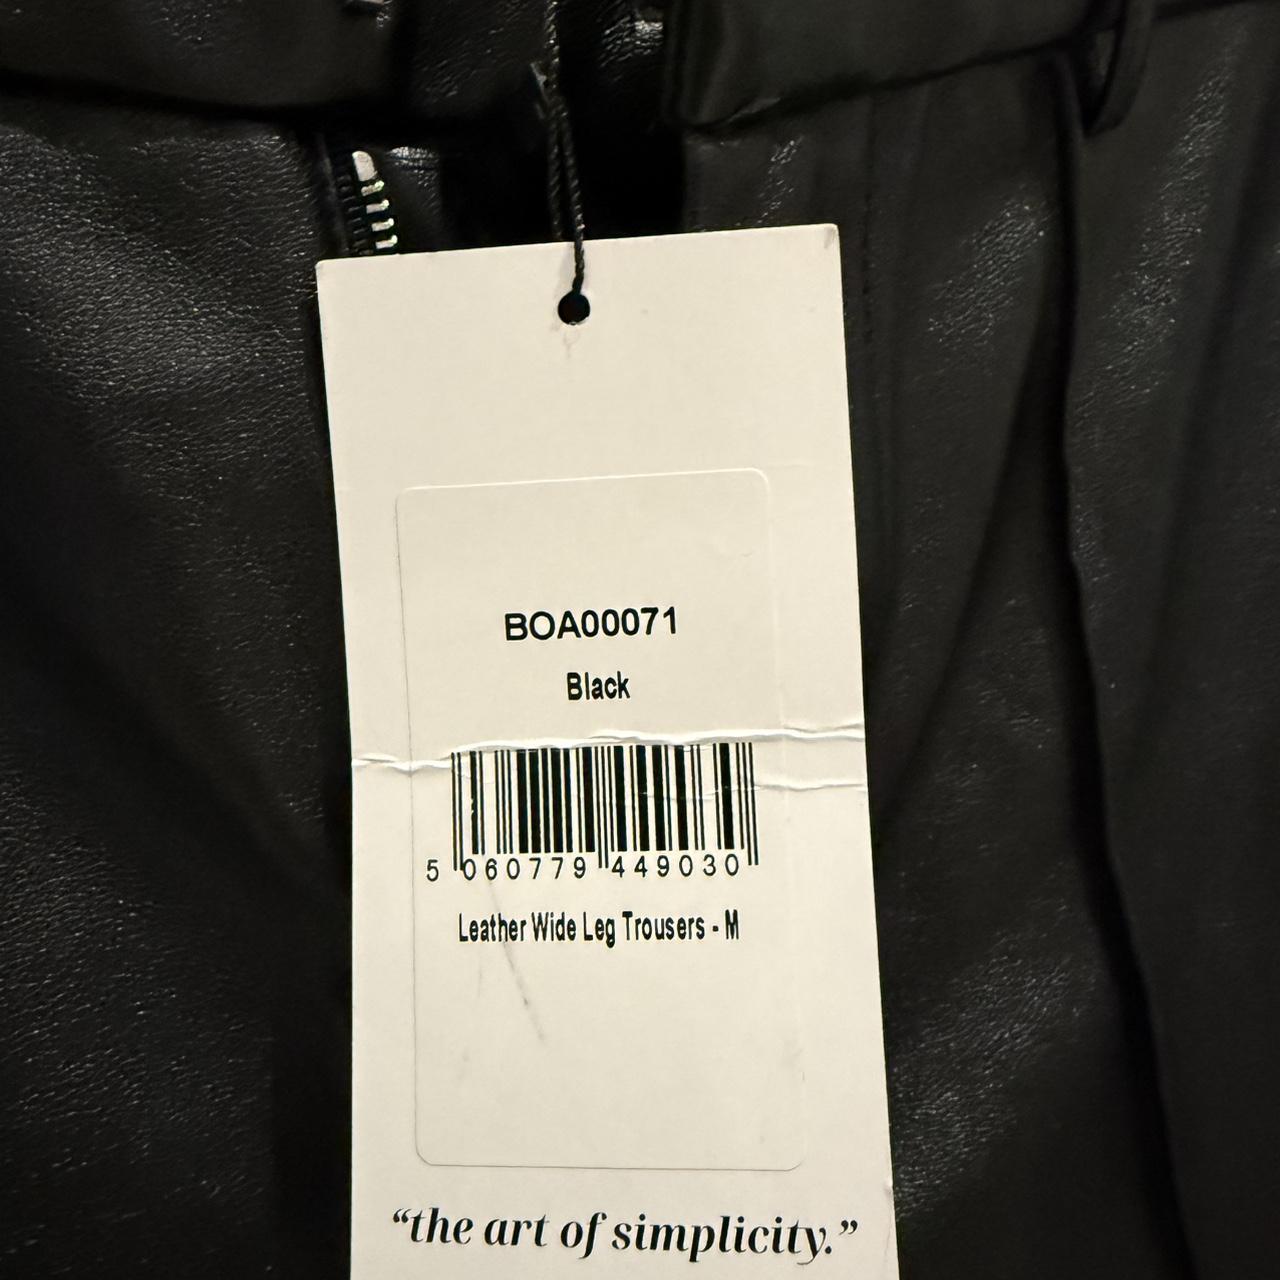 BOA00071
Black
5 060779 449030
Leather Wide Leg Trousers - M
“the art of simplicity.”